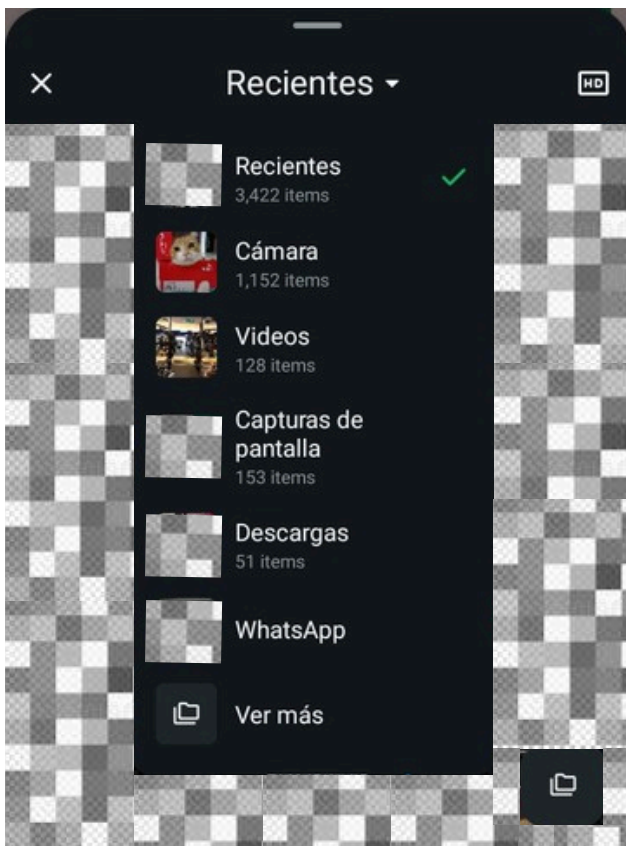 Recientes
HD
Recientes
3,422 items
Cámara
1,152 items
Videos
128 items
Capturas de
pantalla
153 items
Descargas
51 items
WhatsApp
Ver más